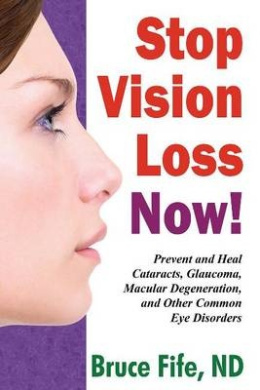 Stop
Vision
Loss
Now!
Prevent and Heal
Cataracts, Glaucoma,
Macular Degeneration,
and Other Common
Eye Disorders
Bruce Fife, ND